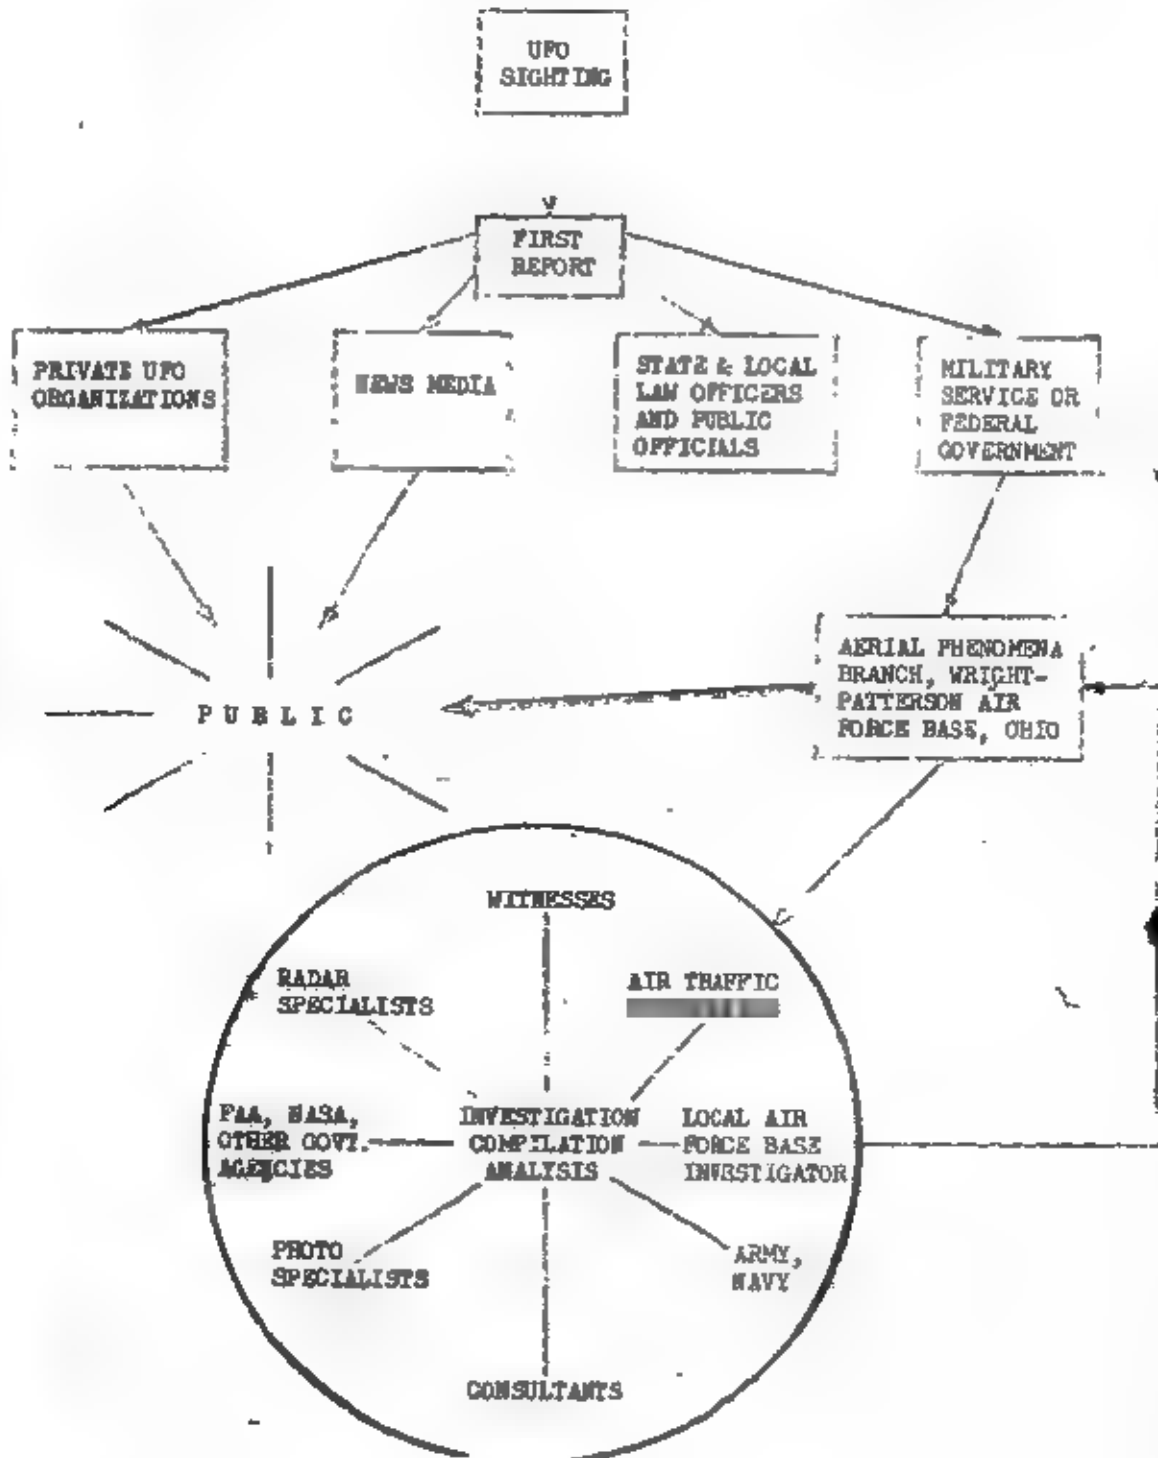 UFO
SIGHTING
FIRST
REPORT
PRIVATE UFO
ORGANIZATIONS
NEWS MEDIA
STATE & LOCAL
LAW OFFICERS
AND PUBLIC
OFFICIALS
MILITARY
SERVICE OR
FEDERAL
GOVERNMENT
PUBLIC
AERIAL PHENOMENA
BRANCH, WRIGHT-
PATTERSON AIR
FORCE BASE, OHIO
WITNESSES
RADAR
SPECIALISTS
AIR TRAFFIC
FAA, NASA,
OTHER GOVT.
AGENCIES
INVESTIGATION
COMPILATION
ANALYSIS
LOCAL AIR
FORCE BASE
INVESTIGATOR
PHOTO
SPECIALISTS
ARMY,
NAVY
CONSULTANTS